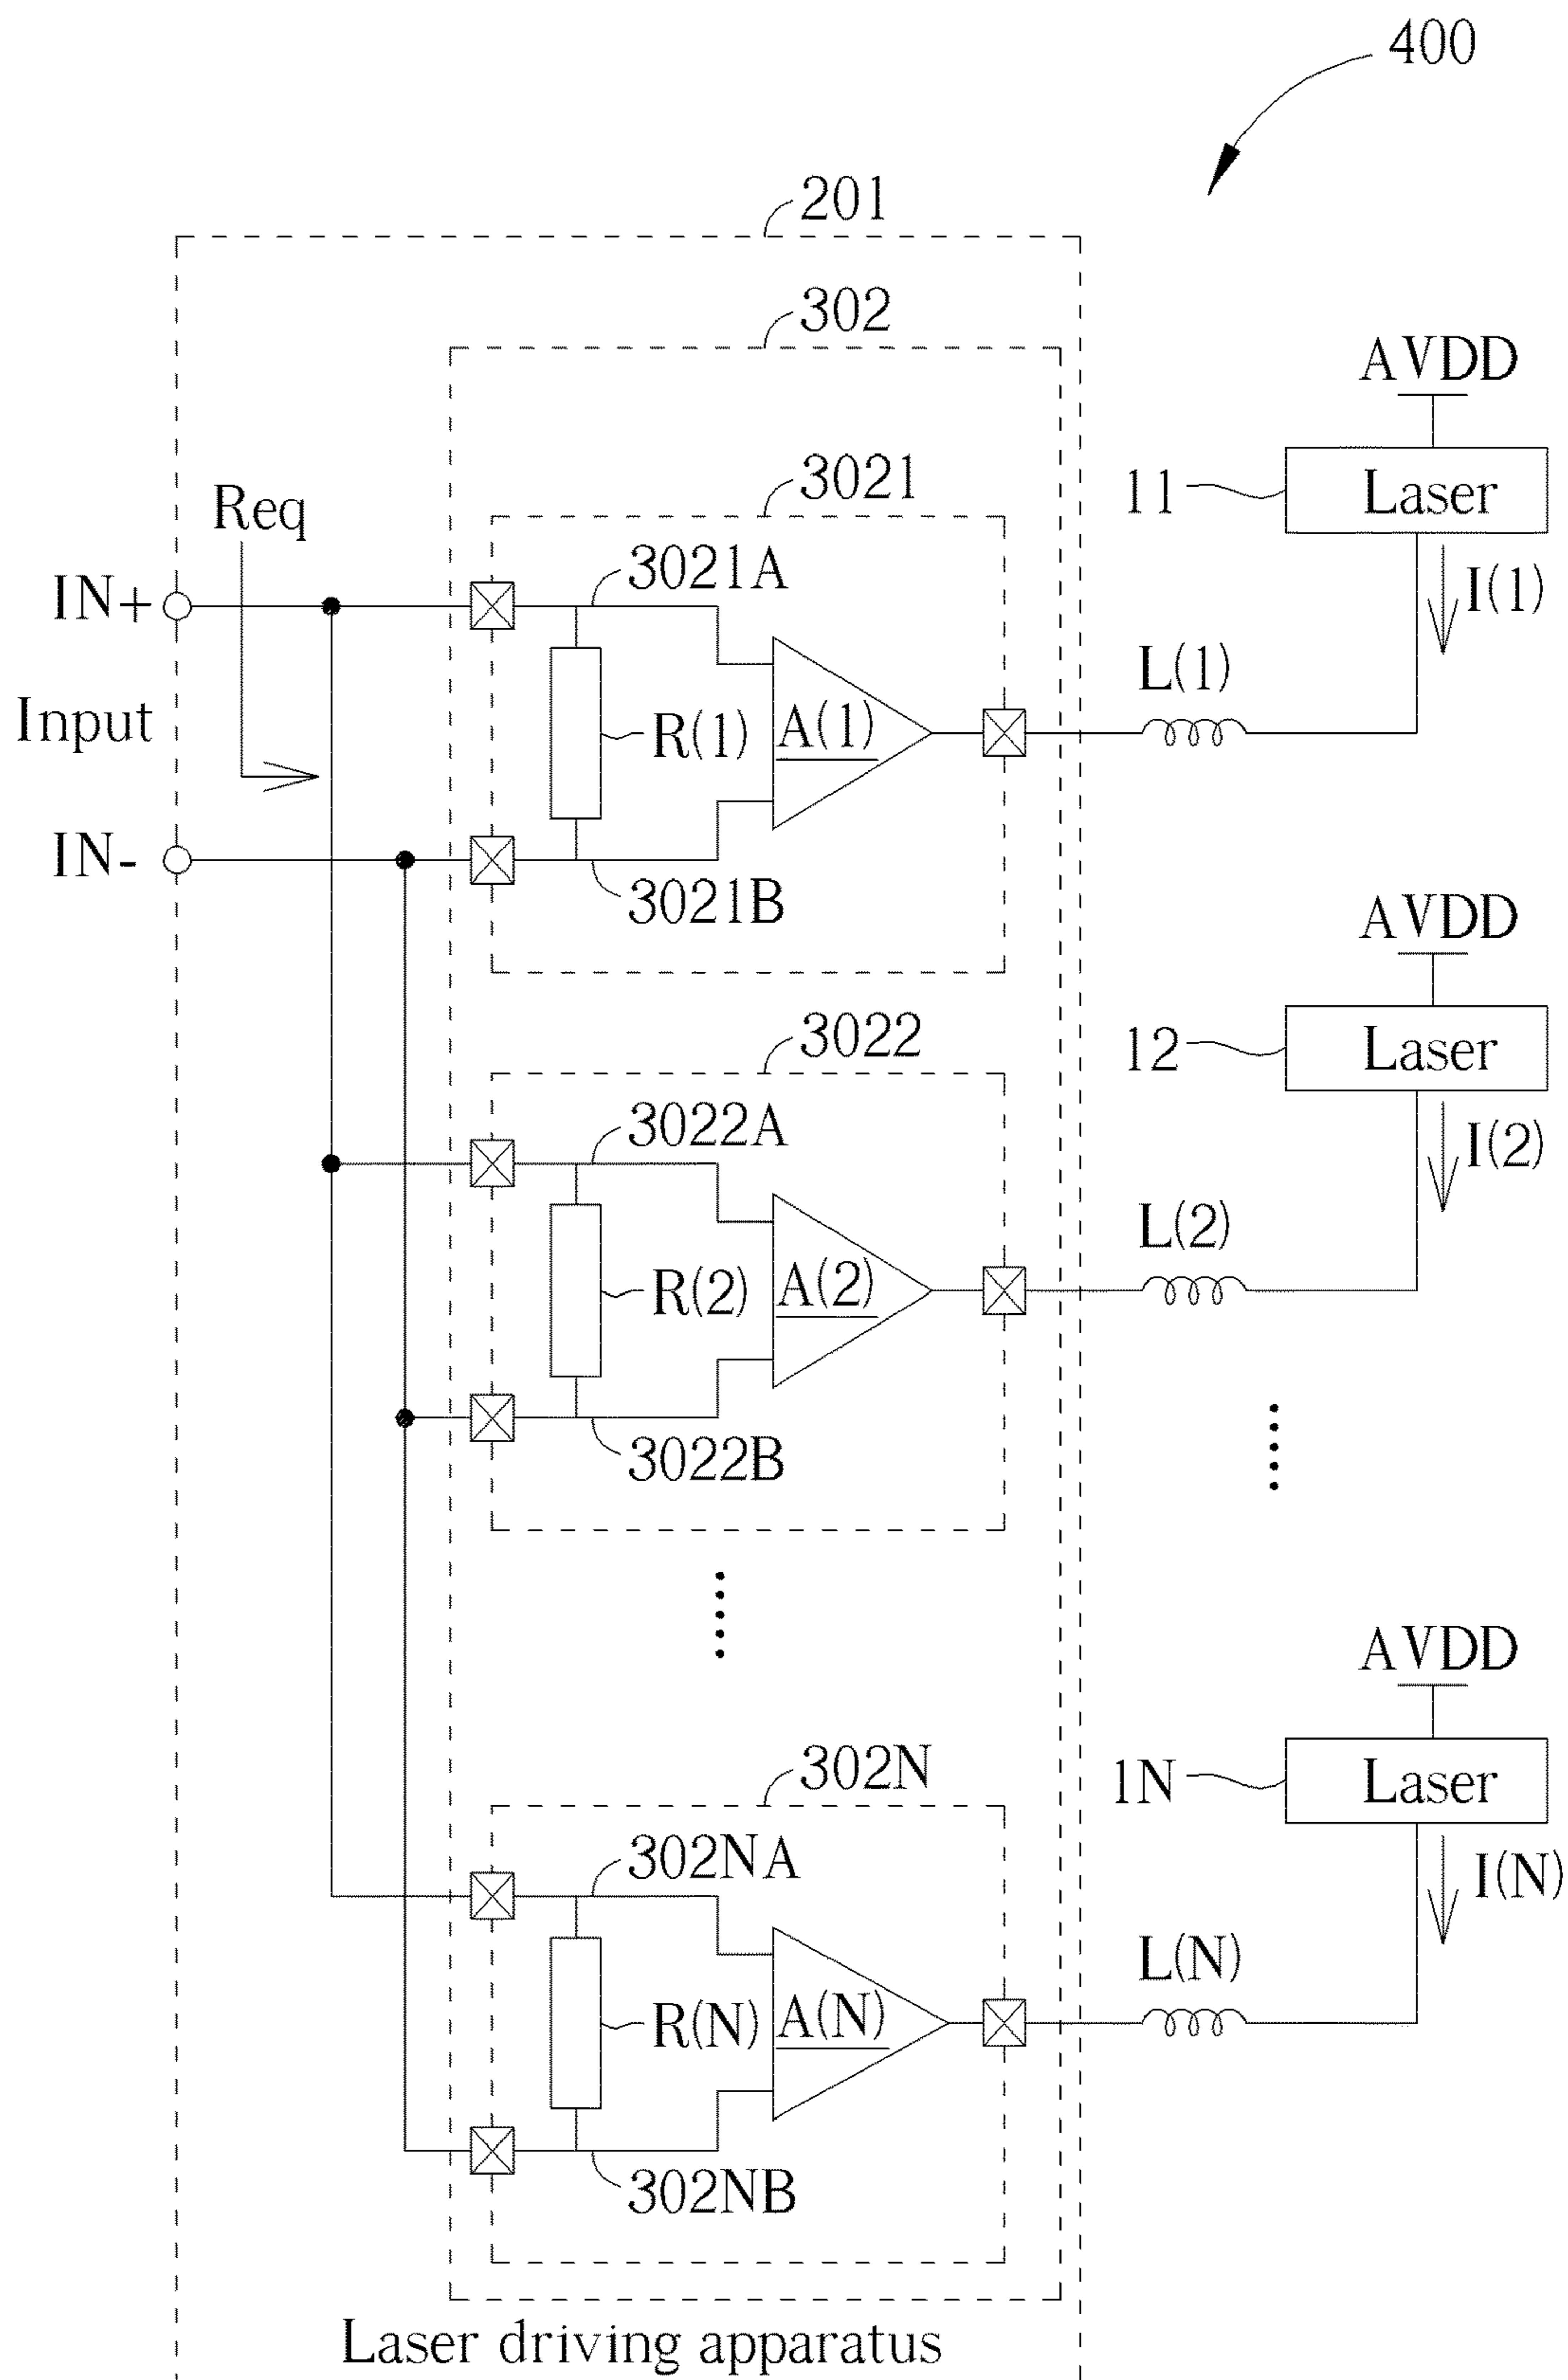 400
201
302
AVDD
3021
11
Laser
Req
3021A
IN+
I(1)
L(1)
Input
R(1)
A(1)
IN-
3021B
AVDD
3022
12
Laser
3022A
I(2)
L(2)
R(2)
A(2)
3022B
AVDD
302N
1N
Laser
302NA
I(N)
L(N)
R(N)
A(N)
302NB
Laser driving apparatus